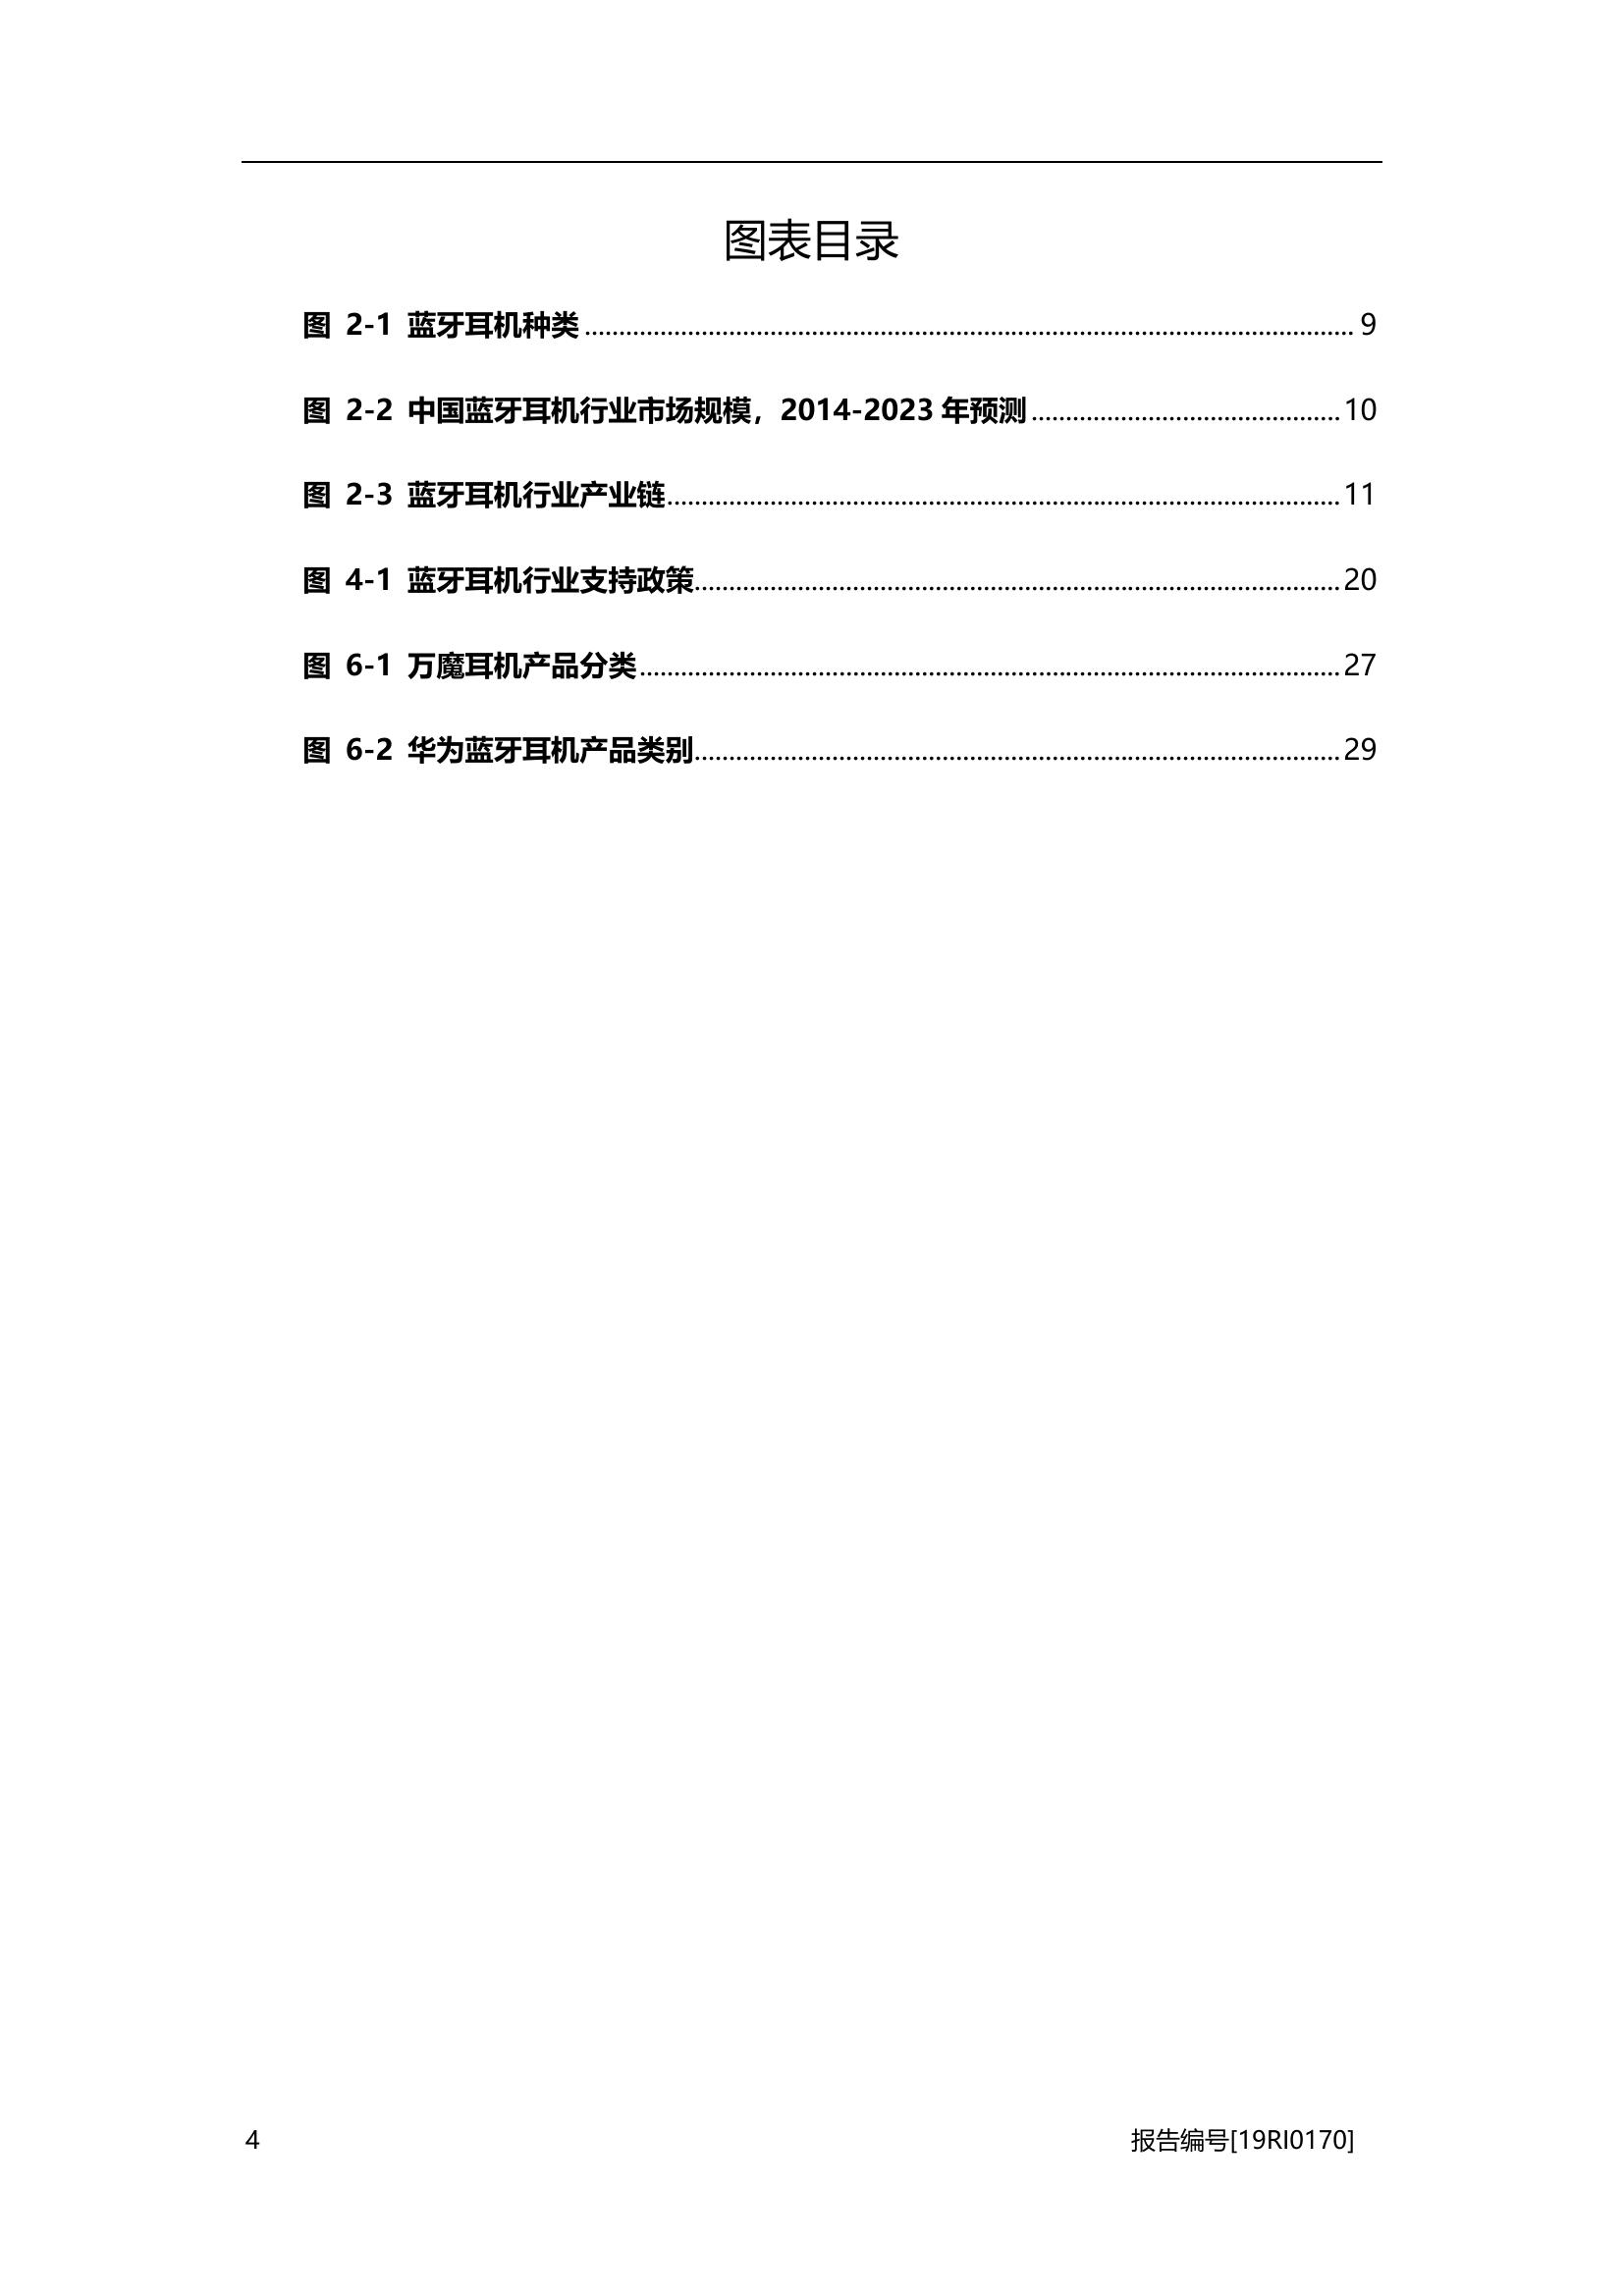 图表目录
图 2-1 蓝牙耳机种类 ........................................ 9
图 2-2 中国蓝牙耳机行业市场规模，2014-2023 年预测 ........................................ 10
图 2-3 蓝牙耳机行业产业链 ........................................ 11
图 4-1 蓝牙耳机行业支持政策 ........................................ 20
图 6-1 万魔耳机产品分类 ........................................ 27
图 6-2 华为蓝牙耳机产品类别 ........................................ 29
4 报告编号[19RI0170]